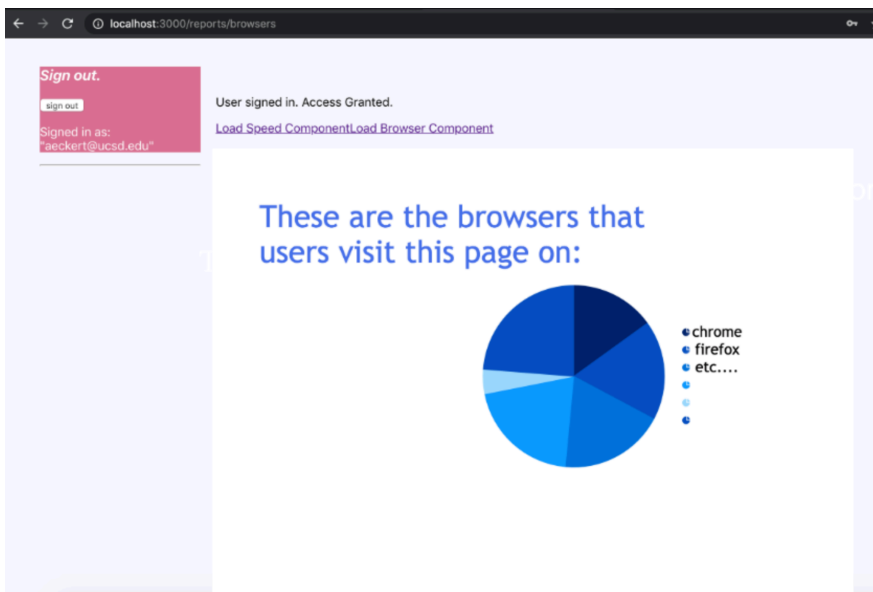 localhost:3000/reports/browsers
Sign out.
sign out
Signed in as:
"aeckert@ucsd.edu"
User signed in. Access Granted.
Load Speed ComponentLoad Browser Component
These are the browsers that
users visit this page on:
chrome
firefox
etc....